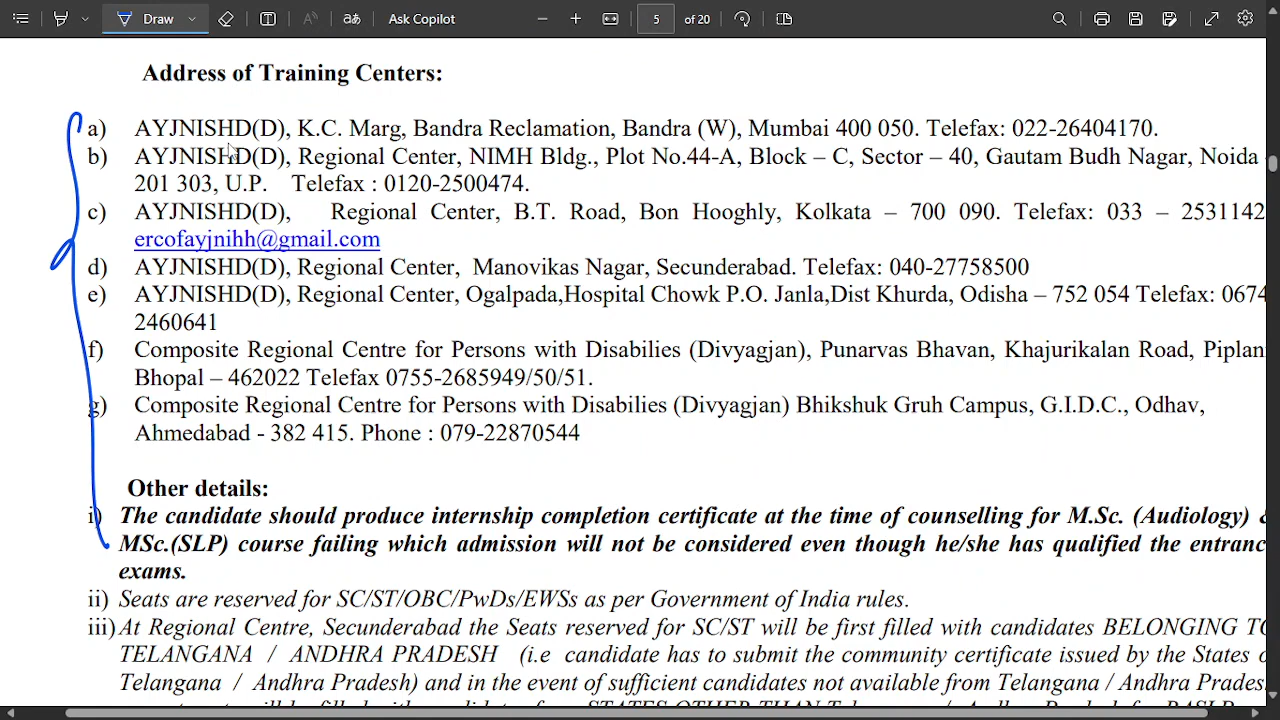 Draw
Ask Copilot
5 of 20
Address of Training Centers:
a) AYJNISHD(D), K.C. Marg, Bandra Reclamation, Bandra (W), Mumbai 400 050. Telefax: 022-26404170.
b) AYJNISHD(D), Regional Center, NIMH Bldg., Plot No.44-A, Block – C, Sector – 40, Gautam Budh Nagar, Noida
201 303, U.P. Telefax : 0120-2500474.
c) AYJNISHD(D), Regional Center, B.T. Road, Bon Hooghly, Kolkata – 700 090. Telefax: 033 – 2531142
ercofayjnihh@gmail.com
d) AYJNISHD(D), Regional Center, Manovikas Nagar, Secunderabad. Telefax: 040-27758500
e) AYJNISHD(D), Regional Center, Ogalpada,Hospital Chowk P.O. Janla,Dist Khurda, Odisha – 752 054 Telefax: 0674
2460641
f) Composite Regional Centre for Persons with Disabilies (Divyagjan), Punarvas Bhavan, Khajurikalan Road, Piplan
Bhopal – 462022 Telefax 0755-2685949/50/51.
g) Composite Regional Centre for Persons with Disabilies (Divyagjan) Bhikshuk Gruh Campus, G.I.D.C., Odhav,
Ahmedabad - 382 415. Phone : 079-22870544
Other details:
i) The candidate should produce internship completion certificate at the time of counselling for M.Sc. (Audiology)
MSc.(SLP) course failing which admission will not be considered even though he/she has qualified the entranc
exams.
ii) Seats are reserved for SC/ST/OBC/PwDs/EWSs as per Government of India rules.
iii) At Regional Centre, Secunderabad the Seats reserved for SC/ST will be first filled with candidates BELONGING TO
TELANGANA / ANDHRA PRADESH (i.e candidate has to submit the community certificate issued by the States
Telangana / Andhra Pradesh) and in the event of sufficient candidates not available from Telangana / Andhra Prades